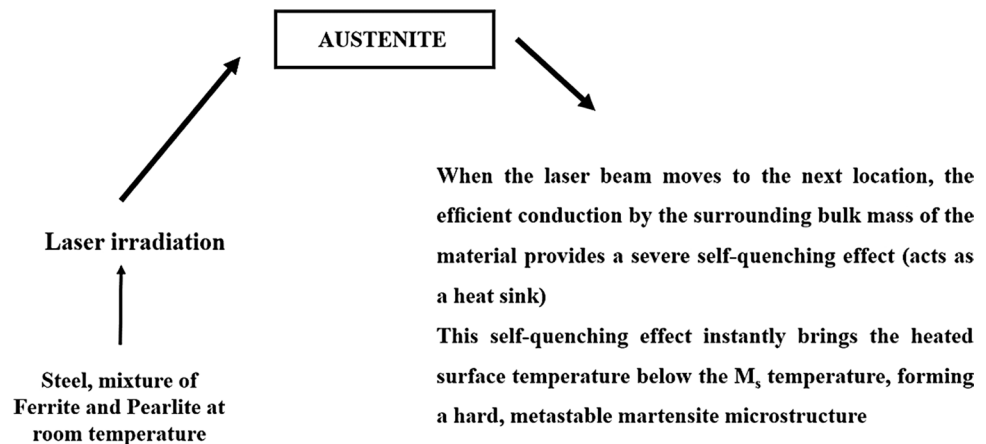 AUSTENITE
When the laser beam moves to the next location, the
efficient conduction by the surrounding bulk mass of the
material provides a severe self-quenching effect (acts as
a heat sink)
This self-quenching effect instantly brings the heated
surface temperature below the Ms temperature, forming
a hard, metastable martensite microstructure
Laser irradiation
Steel, mixture of
Ferrite and Pearlite at
room temperature